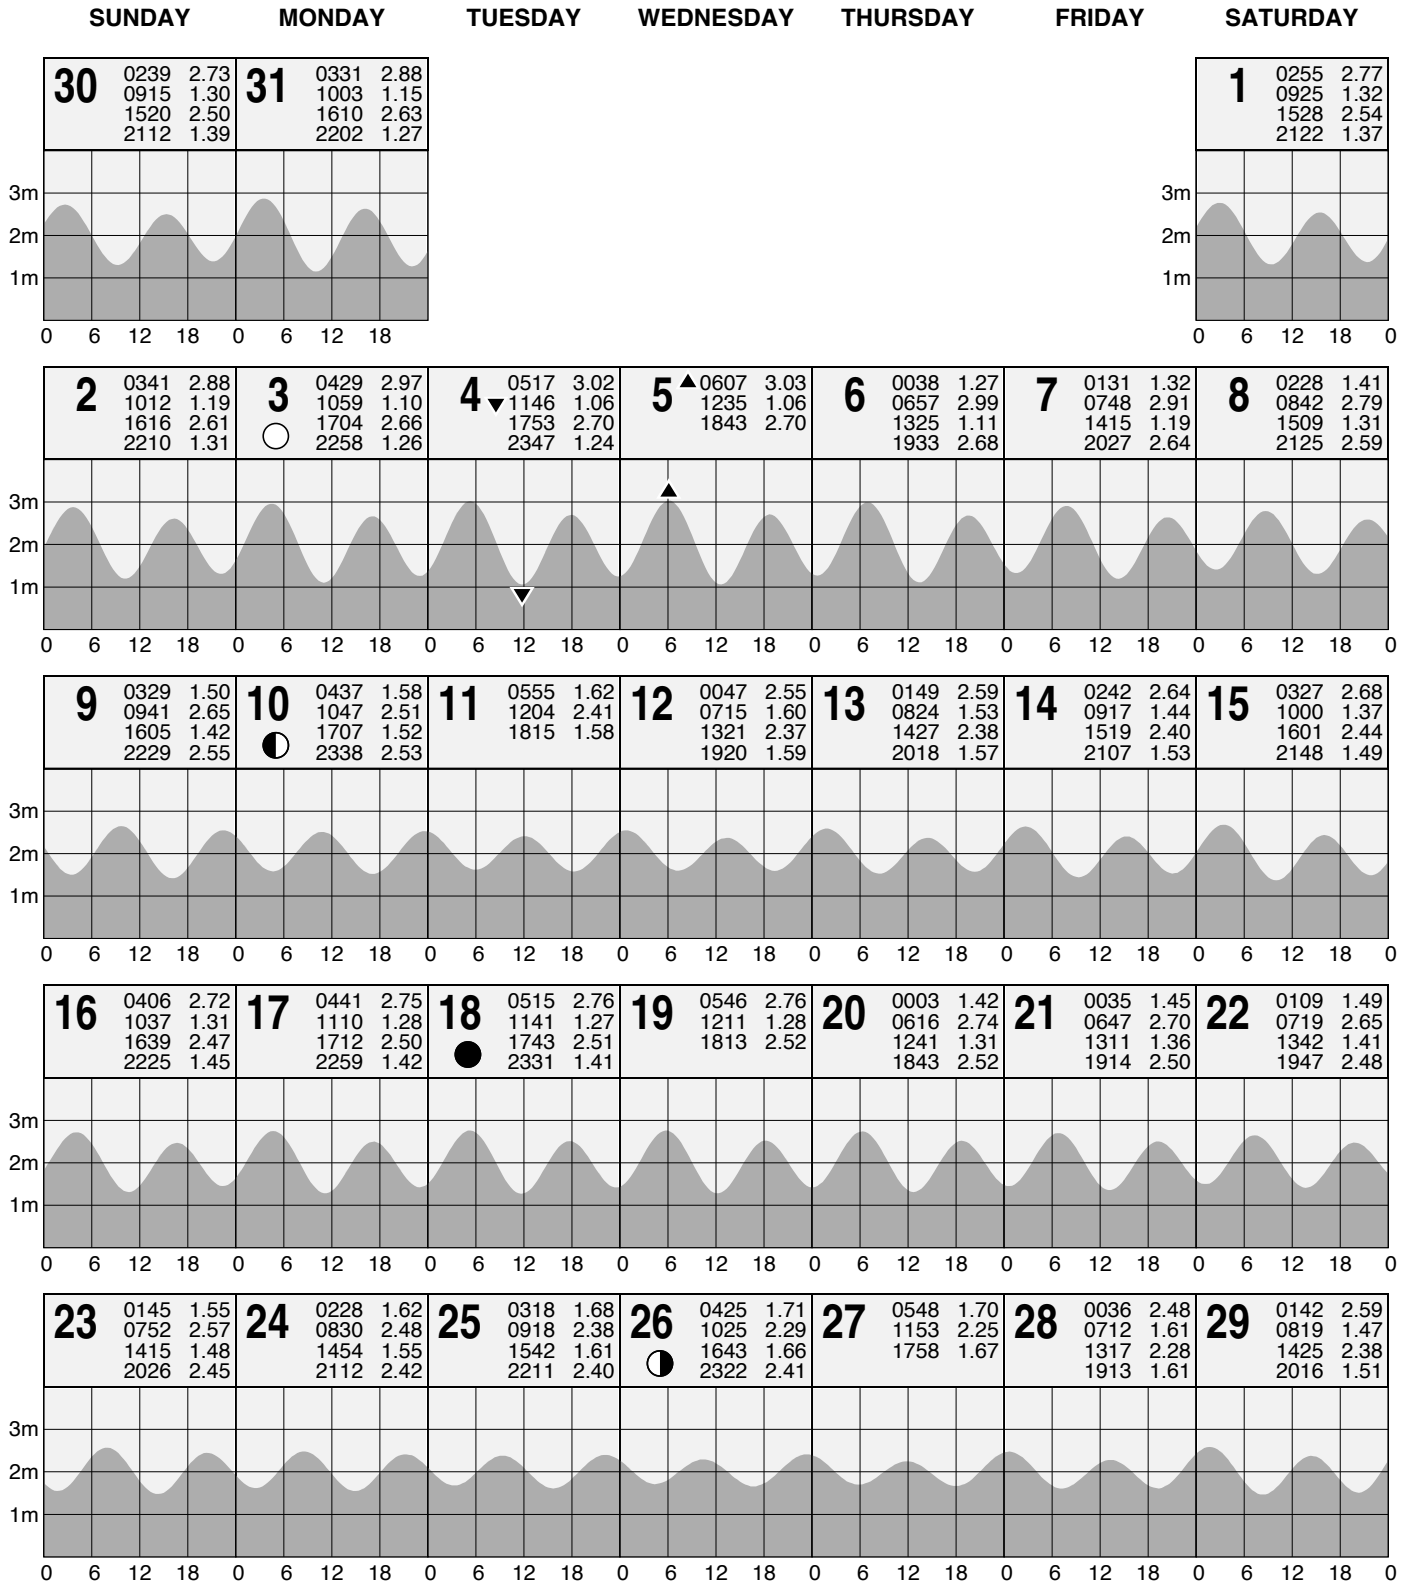 SUNDAY MONDAY TUESDAY WEDNESDAY THURSDAY FRIDAY SATURDAY
30 0239 2.73 31 0331 2.88 1 0255 2.77
0915 1.30 1003 1.15 0925 1.32
1520 2.50 1610 2.63 1528 2.54
2112 1.39 2202 1.27 2122 1.37
3m 3m
2m 2m
1m 1m
0 6 12 18 0 6 12 18 0 6 12 18 0
2 0341 2.88 3 0429 2.97 4 0517 3.02 5 0607 3.03 6 0038 1.27 7 0131 1.32 8 0228 1.41
1012 1.19 1059 1.10 1146 1.06 1235 1.06 0657 2.99 0748 2.91 0842 2.79
1616 2.61 1704 2.66 1753 2.70 1843 2.70 1325 1.11 1415 1.19 1509 1.31
2210 1.31 2258 1.26 2347 1.24 1933 2.68 2027 2.64 2125 2.59
3m
2m
1m
0 6 12 18 0 6 12 18 0 6 12 18 0 6 12 18 0 6 12 18 0 6 12 18 0 6 12 18 0
9 0329 1.50 10 0437 1.58 11 0555 1.62 12 0047 2.55 13 0149 2.59 14 0242 2.64 15 0327 2.68
0941 2.65 1047 2.51 1204 2.41 0715 1.60 0824 1.53 0917 1.44 1000 1.37
1605 1.42 1707 1.52 1815 1.58 1321 2.37 1427 2.38 1519 2.40 1601 2.44
2229 2.55 2338 2.53 1920 1.59 2018 1.57 2107 1.53 2148 1.49
3m
2m
1m
0 6 12 18 0 6 12 18 0 6 12 18 0 6 12 18 0 6 12 18 0 6 12 18 0 6 12 18 0
16 0406 2.72 17 0441 2.75 18 0515 2.76 19 0546 2.76 20 0003 1.42 21 0035 1.45 22 0109 1.49
1037 1.31 1110 1.28 1141 1.27 1211 1.28 0616 2.74 0647 2.70 0719 2.65
1639 2.47 1712 2.50 1743 2.51 1813 2.52 1241 1.31 1311 1.36 1342 1.41
2225 1.45 2259 1.42 2331 1.41 1843 2.52 1914 2.50 1947 2.48
3m
2m
1m
0 6 12 18 0 6 12 18 0 6 12 18 0 6 12 18 0 6 12 18 0 6 12 18 0 6 12 18 0
23 0145 1.55 24 0228 1.62 25 0318 1.68 26 0425 1.71 27 0548 1.70 28 0036 2.48 29 0142 2.59
0752 2.57 0830 2.48 0918 2.38 1025 2.29 1153 2.25 0712 1.61 0819 1.47
1415 1.48 1454 1.55 1542 1.61 1643 1.66 1758 1.67 1317 2.28 1425 2.38
2026 2.45 2112 2.42 2211 2.40 2322 2.41 1913 1.61 2016 1.51
3m
2m
1m
0 6 12 18 0 6 12 18 0 6 12 18 0 6 12 18 0 6 12 18 0 6 12 18 0 6 12 18 0